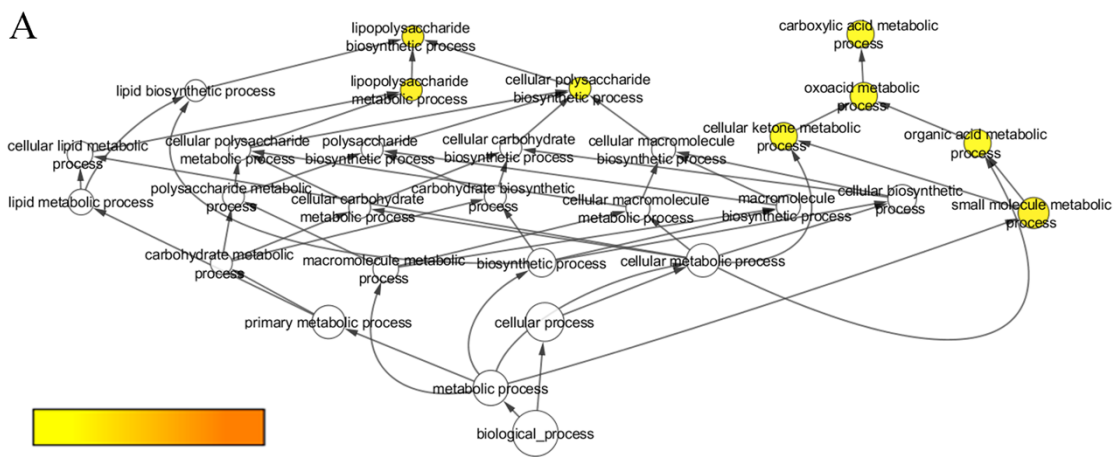 A
lipopolysaccharide
biosynthetic process
carboxylic acid metabolic
process
lipid biosynthetic process
lipopolysaccharide
metabolic process
cellular polysaccharide
biosynthetic process
oxoacid metabolic
process
cellular lipid metabolic
process
cellular polysaccharide
metabolic process
polysaccharide
biosynthetic process
cellular carbohydrate
biosynthetic process
cellular macromolecule
biosynthetic process
cellular ketone metabolic
process
organic acid metabolic
process
lipid metabolic process
polysaccharide metabolic
process
cellular carbohydrate
metabolic process
carbohydrate biosynthetic
process
cellular macromolecule
metabolic process
macromolecule
biosynthetic process
cellular biosynthetic
process
small molecule metabolic
process
carbohydrate metabolic
process
macromolecule metabolic
process
biosynthetic process
cellular metabolic process
primary metabolic process
cellular process
metabolic process
biological_process